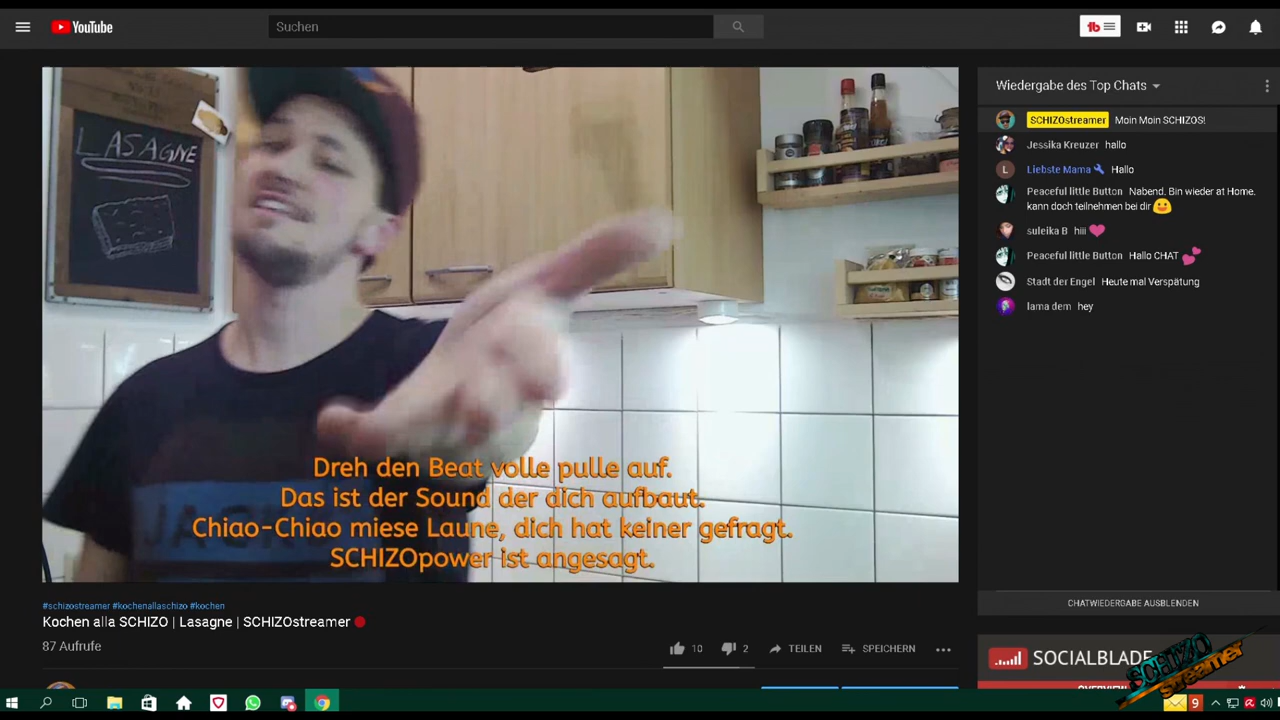 YouTube
Suchen
LASAGNE
Dreh den Beat volle pulle auf.
Das ist der Sound der dich aufbaut.
Chiao-Chiao miese Laune, dich hat keiner gefragt.
SCHIZOpower ist angesagt.
#schizostreamer #kochenallaschizo #kochen
Kochen alla SCHIZO | Lasagne | SCHIZOstreamer
87 Aufrufe
10
2
TEILEN
SPEICHERN
Wiedergabe des Top Chats
SCHIZOstreamer Moin Moin SCHIZOS!
Jessika Kreuzer hallo
L Liebste Mama Hallo
Peaceful little Button Nabend. Bin wieder at Home.
kann doch teilnehmen bei dir
suleika B hiii
Peaceful little Button Hallo CHAT
Stadt der Engel Heute mal Verspätung
lama dem hey
CHATWIEDERGABE AUSBLENDEN
SOCIALBLADE
SCHIZO
streamer
9